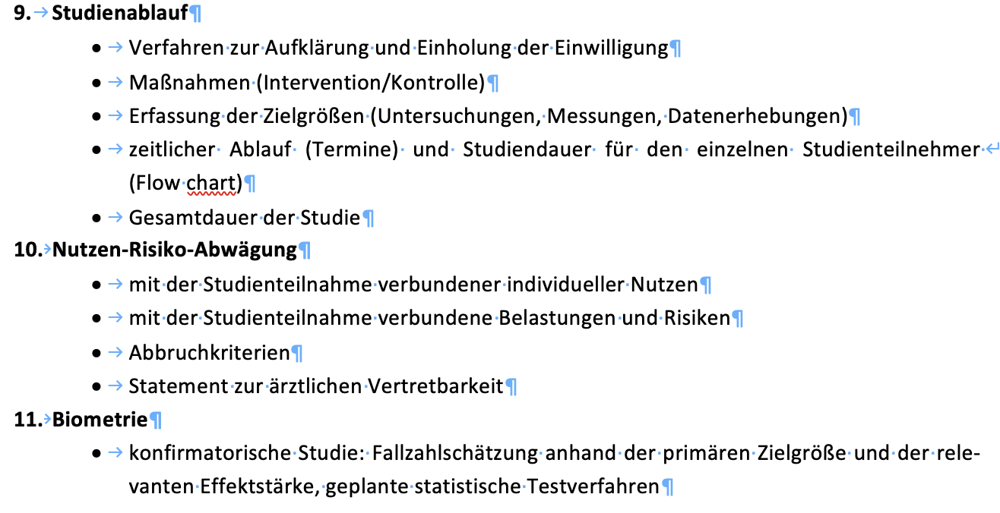 9. Studienablauf
• Verfahren zur Aufklärung und Einholung der Einwilligung
• Maßnahmen (Intervention/Kontrolle)
• Erfassung der Zielgrößen (Untersuchungen, Messungen, Datenerhebungen)
• zeitlicher Ablauf (Termine) und Studiendauer für den einzelnen Studienteilnehmer
(Flow chart)
• Gesamtdauer der Studie
10. Nutzen-Risiko-Abwägung
• mit der Studienteilnahme verbundener individueller Nutzen
• mit der Studienteilnahme verbundene Belastungen und Risiken
• Abbruchkriterien
• Statement zur ärztlichen Vertretbarkeit
11. Biometrie
• konfirmatorische Studie: Fallzahlschätzung anhand der primären Zielgröße und der rele-
vanten Effektstärke, geplante statistische Testverfahren